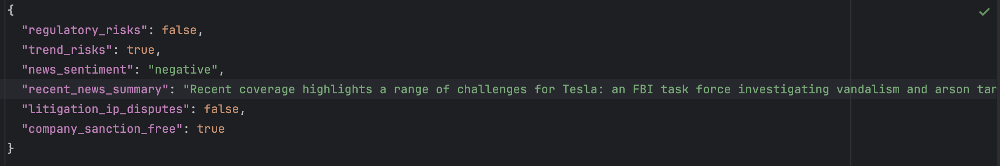 {
  "regulatory_risks": false,
  "trend_risks": true,
  "news_sentiment": "negative",
  "recent_news_summary": "Recent coverage highlights a range of challenges for Tesla: an FBI task force investigating vandalism and arson tar
  "litigation_ip_disputes": false,
  "company_sanction_free": true
}